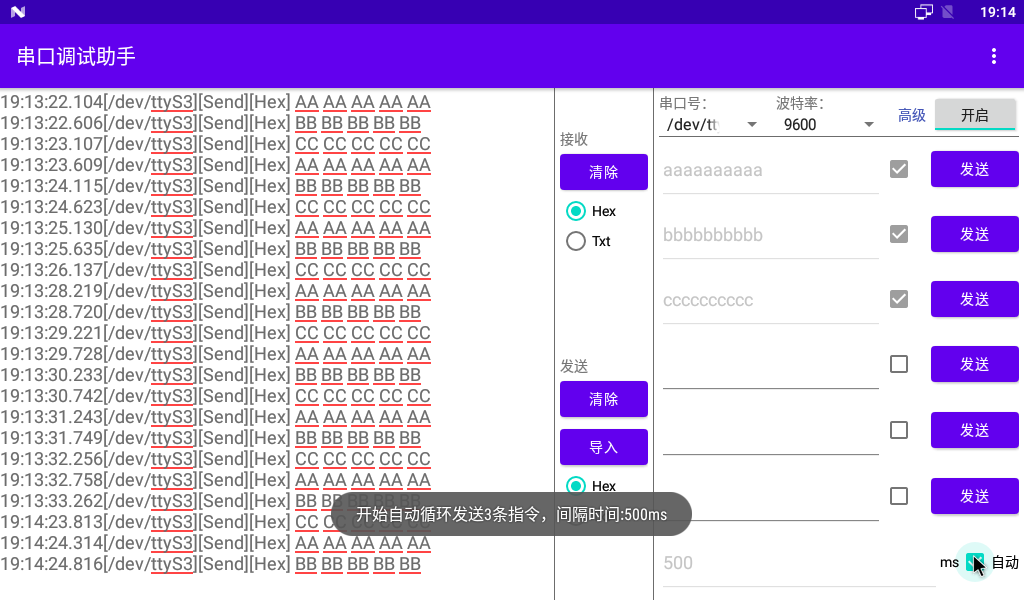 19:14
串口调试助手
19:13:22.104[/dev/ttyS3][Send][Hex] AA AA AA AA AA
19:13:22.606[/dev/ttyS3][Send][Hex] BB BB BB BB BB
19:13:23.107[/dev/ttyS3][Send][Hex] CC CC CC CC CC
19:13:23.609[/dev/ttyS3][Send][Hex] AA AA AA AA AA
19:13:24.115[/dev/ttyS3][Send][Hex] BB BB BB BB BB
19:13:24.623[/dev/ttyS3][Send][Hex] CC CC CC CC CC
19:13:25.130[/dev/ttyS3][Send][Hex] AA AA AA AA AA
19:13:25.635[/dev/ttyS3][Send][Hex] BB BB BB BB BB
19:13:26.137[/dev/ttyS3][Send][Hex] CC CC CC CC CC
19:13:28.219[/dev/ttyS3][Send][Hex] AA AA AA AA AA
19:13:28.720[/dev/ttyS3][Send][Hex] BB BB BB BB BB
19:13:29.221[/dev/ttyS3][Send][Hex] CC CC CC CC CC
19:13:29.728[/dev/ttyS3][Send][Hex] AA AA AA AA AA
19:13:30.233[/dev/ttyS3][Send][Hex] BB BB BB BB BB
19:13:30.742[/dev/ttyS3][Send][Hex] CC CC CC CC CC
19:13:31.243[/dev/ttyS3][Send][Hex] AA AA AA AA AA
19:13:31.749[/dev/ttyS3][Send][Hex] BB BB BB BB BB
19:13:32.256[/dev/ttyS3][Send][Hex] CC CC CC CC CC
19:13:32.758[/dev/ttyS3][Send][Hex] AA AA AA AA AA
19:13:33.262[/dev/ttyS3][Send][Hex] BB BB BB BB BB
19:14:23.813[/dev/ttyS3][Send][Hex] CC
19:14:24.314[/dev/ttyS3][Send][Hex] AA AA AA AA AA
19:14:24.816[/dev/ttyS3][Send][Hex] BB BB BB BB BB
接收
清除
Hex
Txt
发送
清除
导入
Hex
开始自动循环发送3条指令，间隔时间:500ms
串口号：
波特率：
/dev/tt
9600
高级
开启
aaaaaaaaaa
发送
bbbbbbbbbb
发送
cccccccccc
发送
发送
发送
发送
500
ms
自动